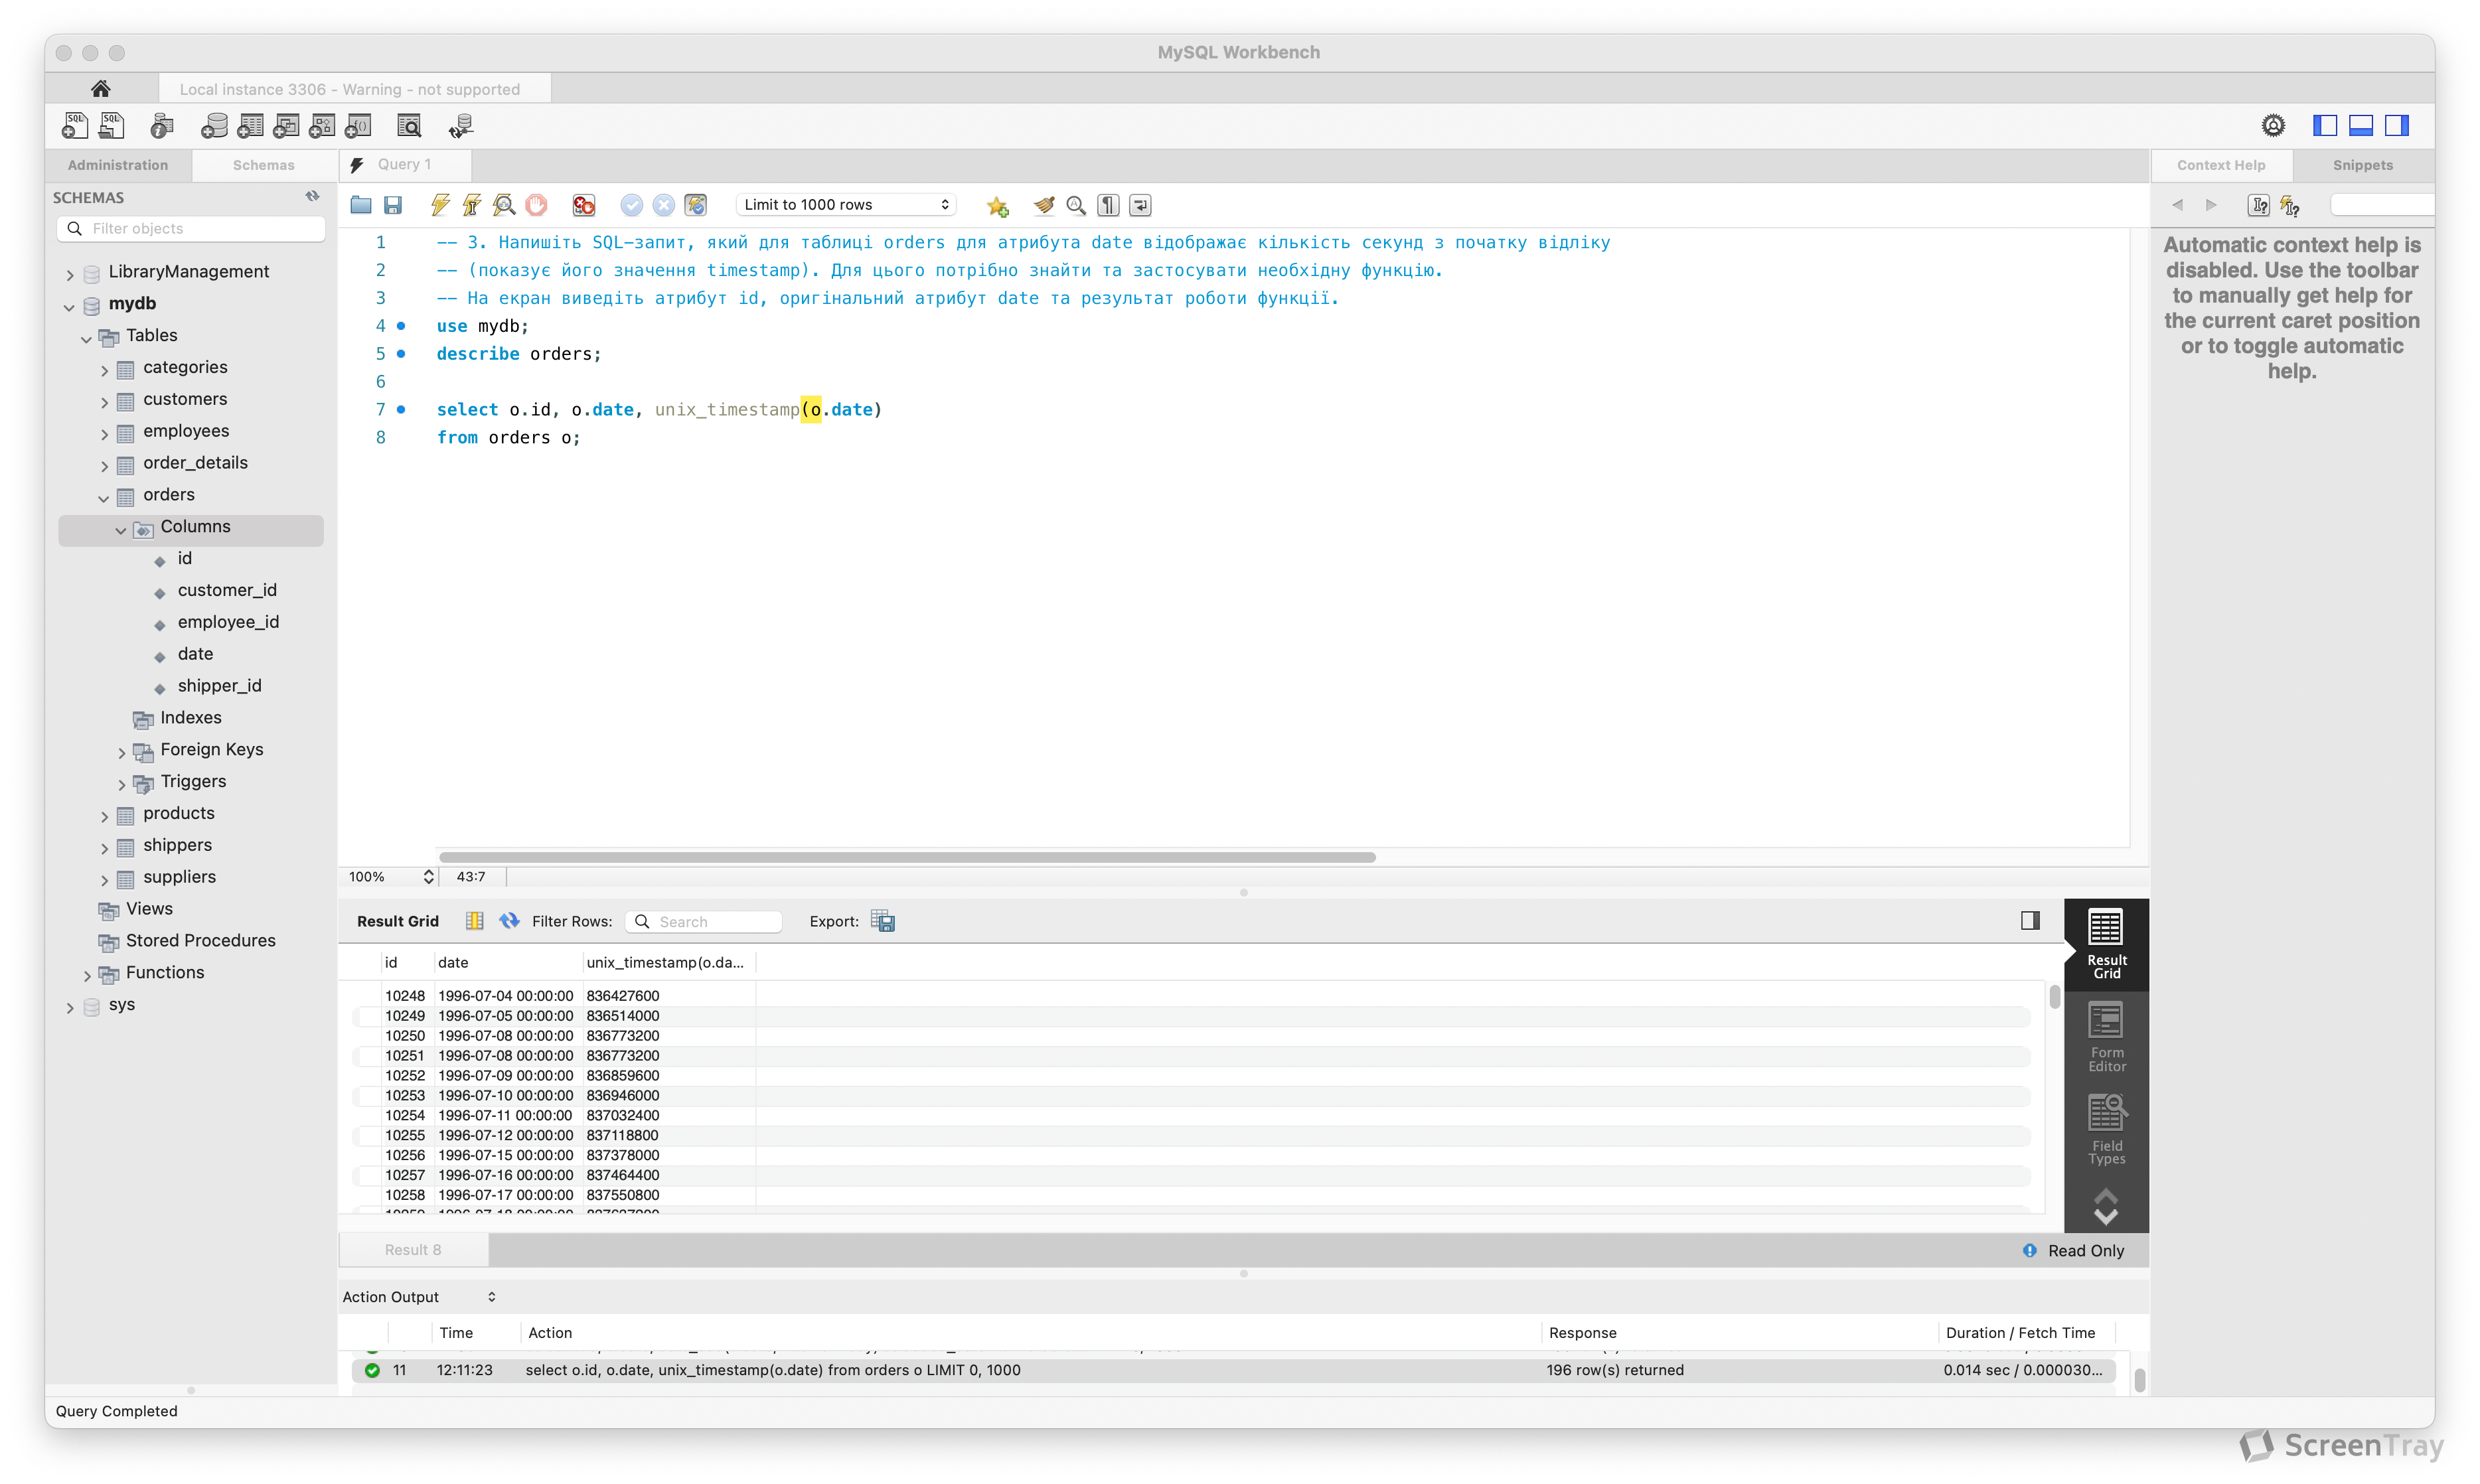 MySQL Workbench
Local instance 3306 - Warning - not supported
Administration
Schemas
Query 1
Context Help
Snippets
SCHEMAS
Filter objects
LibraryManagement
mydb
Tables
categories
customers
employees
order_details
orders
Columns
id
customer_id
employee_id
date
shipper_id
Indexes
Foreign Keys
Triggers
products
shippers
suppliers
Views
Stored Procedures
Functions
sys
Limit to 1000 rows
1 -- 3. Напишіть SQL-запит, який для таблиці orders для атрибута date відображає кількість секунд з початку відліку
2 -- (показує його значення timestamp). Для цього потрібно знайти та застосувати необхідну функцію.
3 -- На екран виведіть атрибут id, оригінальний атрибут date та результат роботи функції.
4 use mydb;
5 describe orders;
6
7 select o.id, o.date, unix_timestamp(o.date)
8 from orders o;
Automatic context help is
disabled. Use the toolbar
to manually get help for
the current caret position
or to toggle automatic
help.
100% 43:7
Result Grid Filter Rows: Search Export:
id date unix_timestamp(o.da...
10248 1996-07-04 00:00:00 836427600
10249 1996-07-05 00:00:00 836514000
10250 1996-07-08 00:00:00 836773200
10251 1996-07-08 00:00:00 836773200
10252 1996-07-09 00:00:00 836859600
10253 1996-07-10 00:00:00 836946000
10254 1996-07-11 00:00:00 837032400
10255 1996-07-12 00:00:00 837118800
10256 1996-07-15 00:00:00 837378000
10257 1996-07-16 00:00:00 837464400
10258 1996-07-17 00:00:00 837550800
Result
Grid
Form
Editor
Field
Types
Result 8
Read Only
Action Output
Time Action Response Duration / Fetch Time
11 12:11:23 select o.id, o.date, unix_timestamp(o.date) from orders o LIMIT 0, 1000 196 row(s) returned 0.014 sec / 0.000030...
Query Completed
ScreenTray